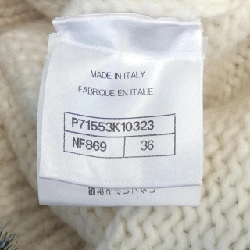 MADE IN ITALY
FABRIQUE EN ITALIE
P71553K10323
NF869 36